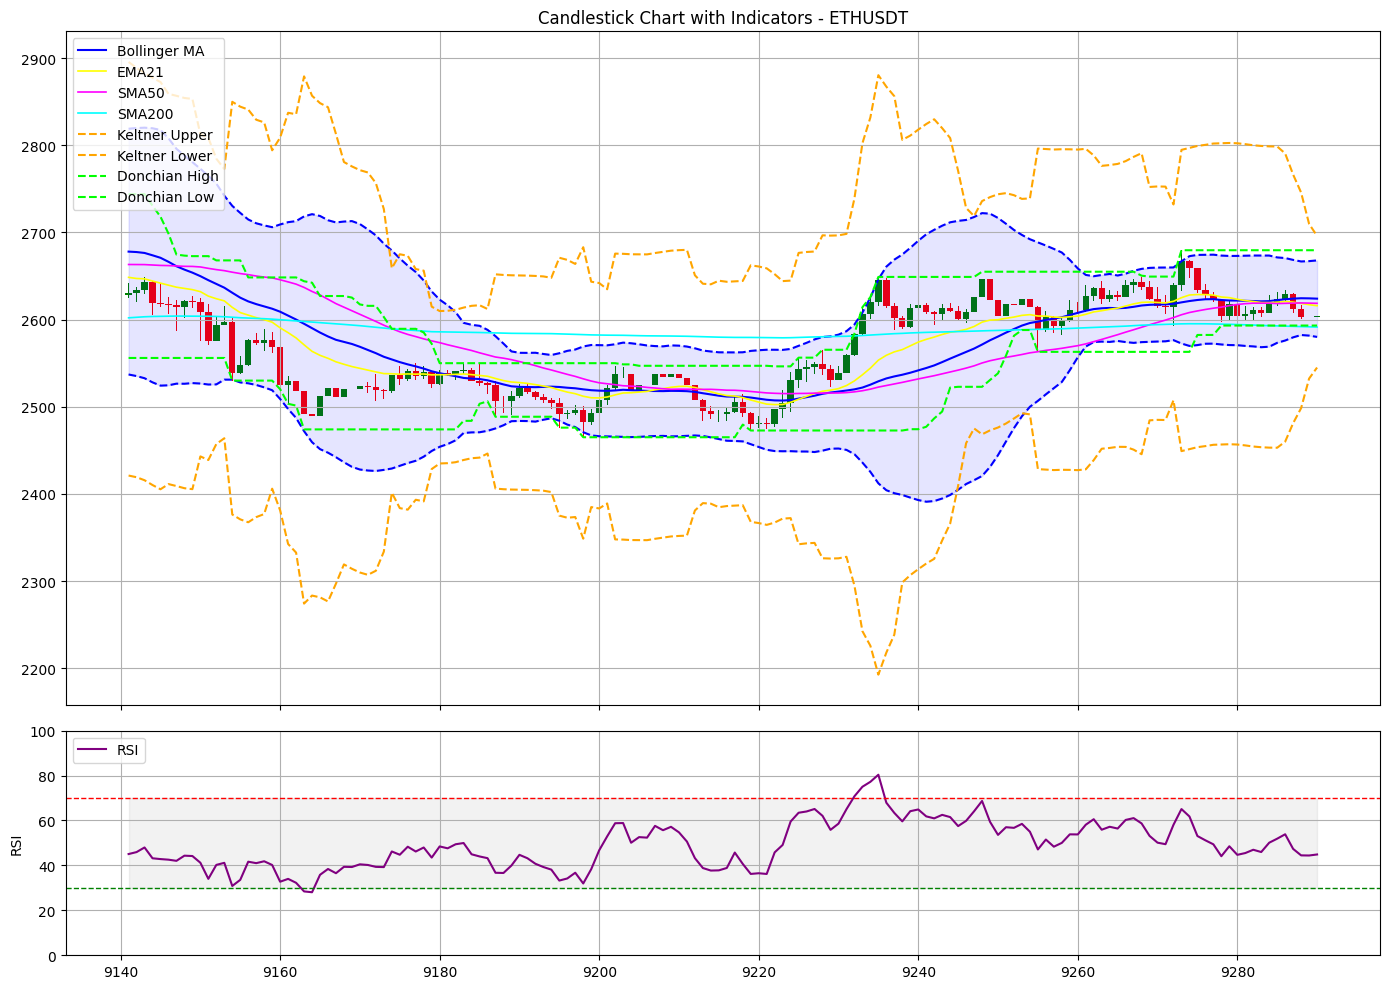 Candlestick Chart with Indicators - ETHUSDT
2900
2800
2700
2600
2500
2400
2300
2200
Bollinger MA
EMA21
SMA50
SMA200
Keltner Upper
Keltner Lower
Donchian High
Donchian Low
100
80
60
40
20
0
RSI
RSI
9140 9160 9180 9200 9220 9240 9260 9280